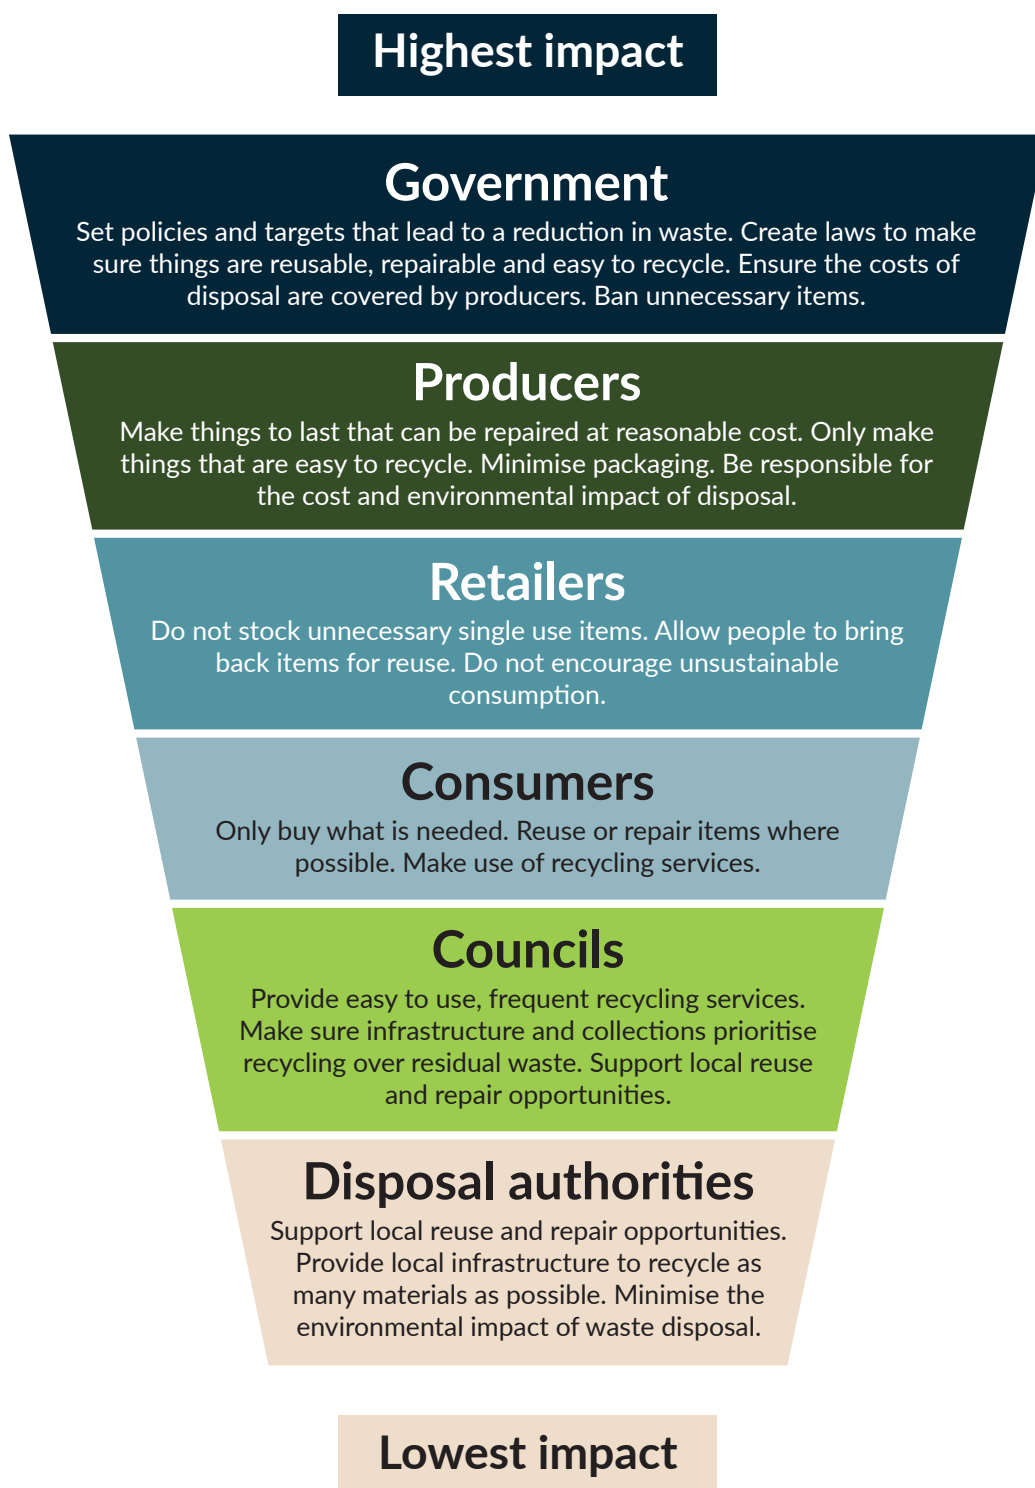 Highest impact
Government
Set policies and targets that lead to a reduction in waste. Create laws to make
sure things are reusable, repairable and easy to recycle. Ensure the costs of
disposal are covered by producers. Ban unnecessary items.
Producers
Make things to last that can be repaired at reasonable cost. Only make
things that are easy to recycle. Minimise packaging. Be responsible for
the cost and environmental impact of disposal.
Retailers
Do not stock unnecessary single use items. Allow people to bring
back items for reuse. Do not encourage unsustainable
consumption.
Consumers
Only buy what is needed. Reuse or repair items where
possible. Make use of recycling services.
Councils
Provide easy to use, frequent recycling services.
Make sure infrastructure and collections prioritise
recycling over residual waste. Support local reuse
and repair opportunities.
Disposal authorities
Support local reuse and repair opportunities.
Provide local infrastructure to recycle as
many materials as possible. Minimise the
environmental impact of waste disposal.
Lowest impact